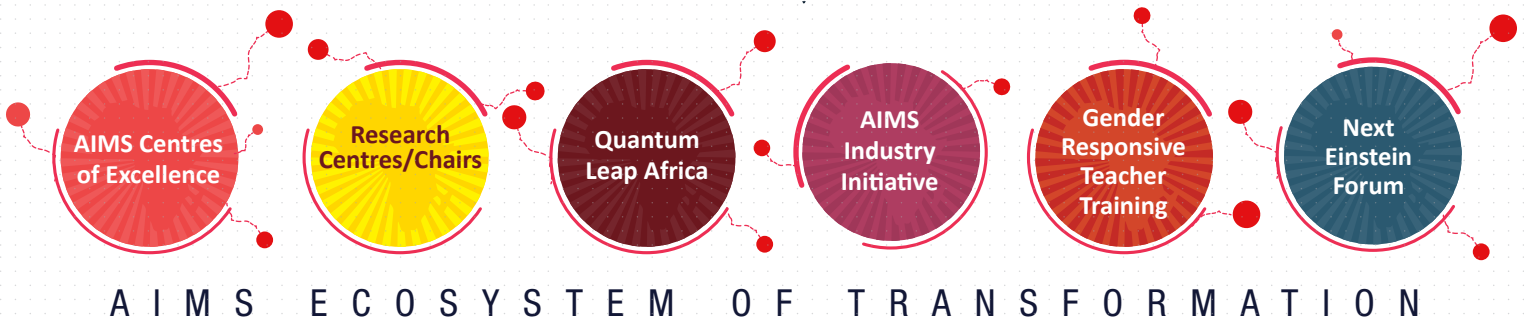 AIMS Centres
of Excellence
Research
Centres/Chairs
Quantum
Leap Africa
AIMS
Industry
Initiative
Gender
Responsive
Teacher
Training
Next
Einstein
Forum
AIMS ECOSYSTEM OF TRANSFORMATION